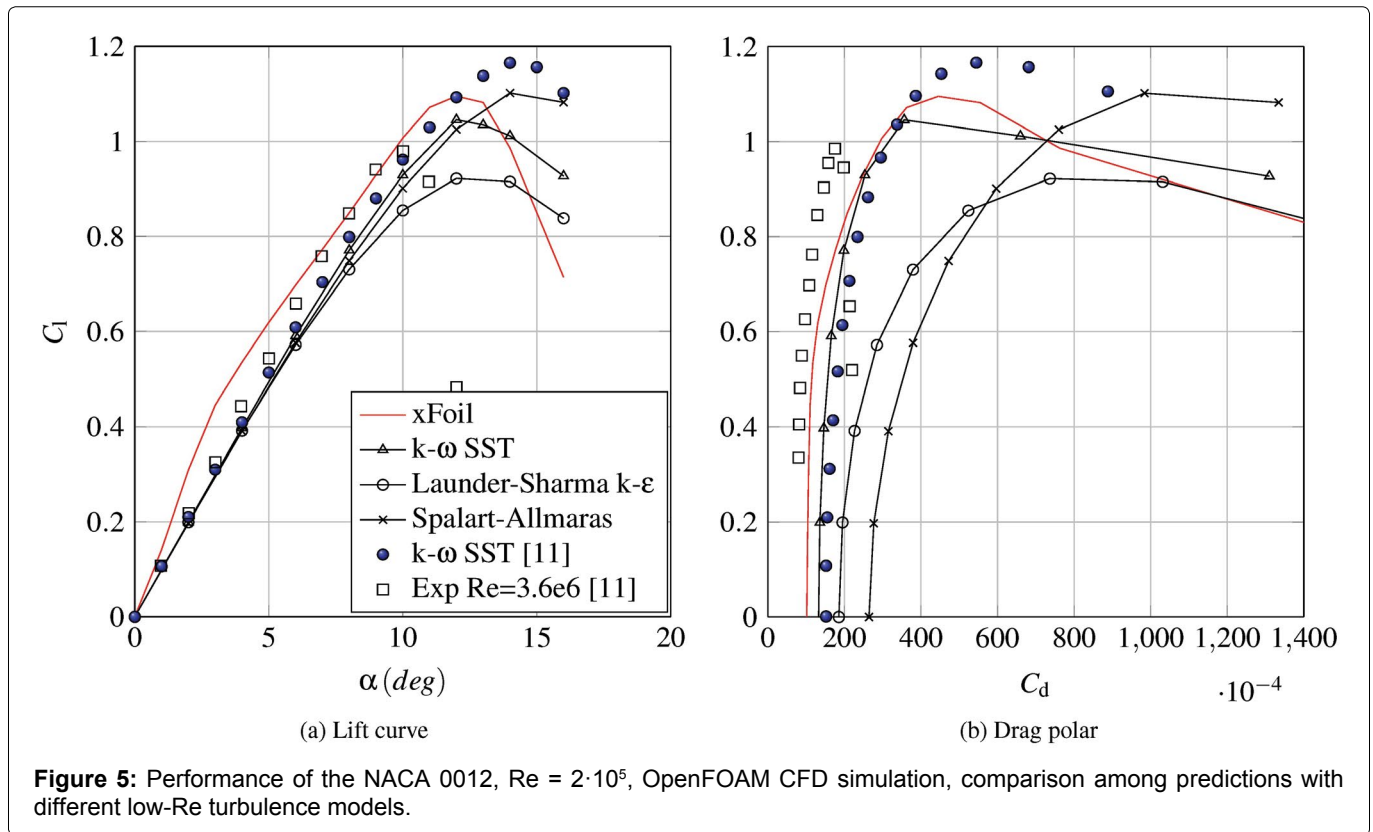 1.2
1
0.8
0.6
0.4
0.2
0
0 5 10 15 20
Cl
α (deg)
xFoil
k-ω SST
Launder-Sharma k-ε
Spalart-Allmaras
k-ω SST [11]
Exp Re=3.6e6 [11]
(a) Lift curve
1.2
1
0.8
0.6
0.4
0.2
0
0 200 400 600 800 1,000 1,200 1,400
Cd
·10⁻⁴
(b) Drag polar
Figure 5: Performance of the NACA 0012, Re = 2·10⁵, OpenFOAM CFD simulation, comparison among predictions with
different low-Re turbulence models.